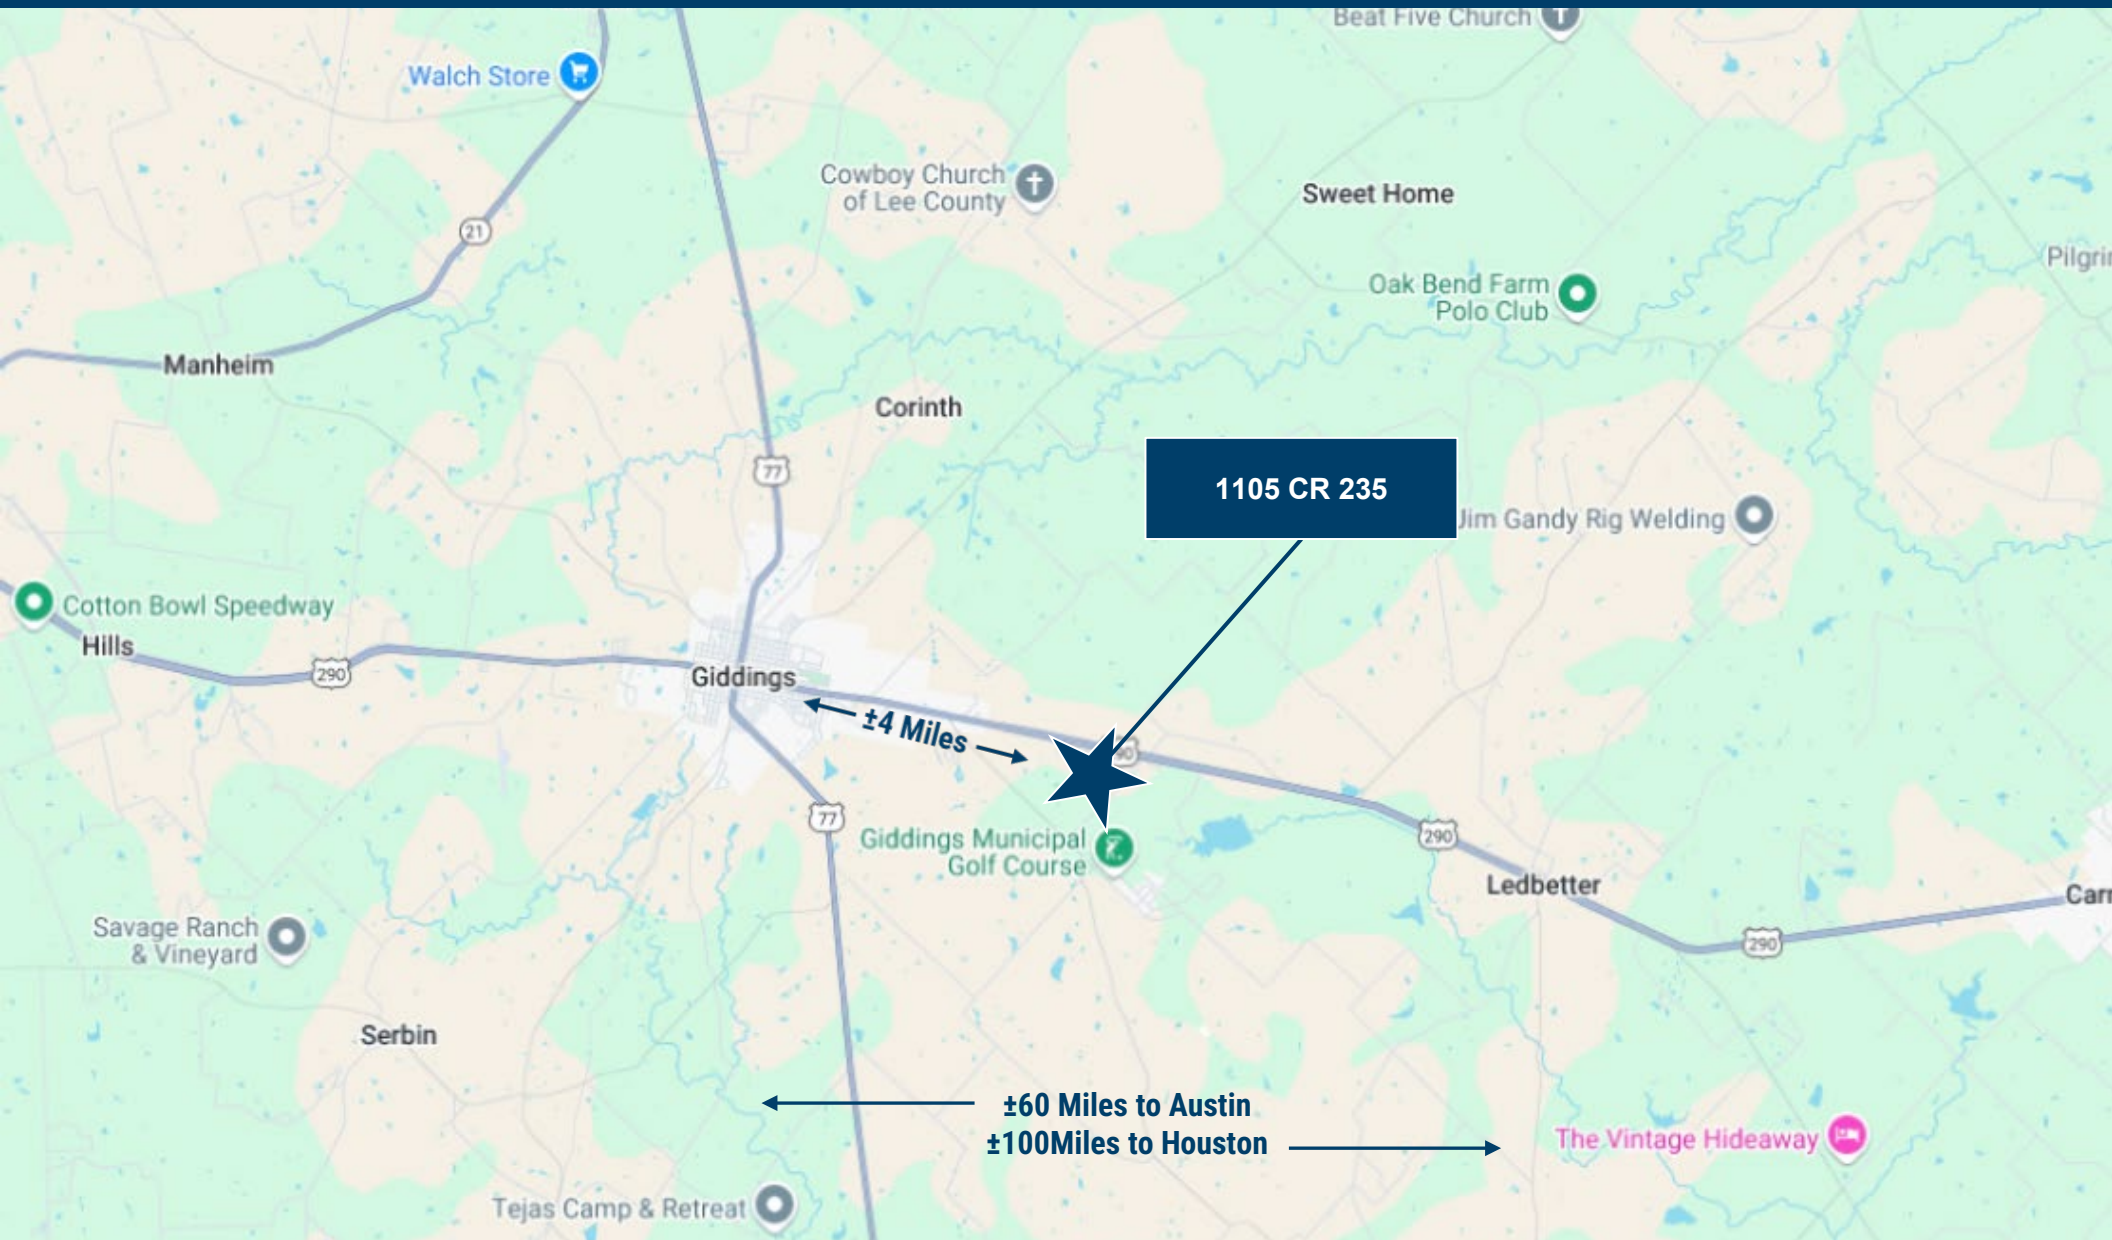 Beat Five Church
Walch Store
Cowboy Church
of Lee County
Sweet Home
21
Oak Bend Farm
Polo Club
Manheim
Corinth
77
1105 CR 235
Jim Gandy Rig Welding
Cotton Bowl Speedway
Hills
290
Giddings
±4 Miles
77
Giddings Municipal
Golf Course
290
Ledbetter
290
Savage Ranch
& Vineyard
Serbin
±60 Miles to Austin
±100Miles to Houston
The Vintage Hideaway
Tejas Camp & Retreat